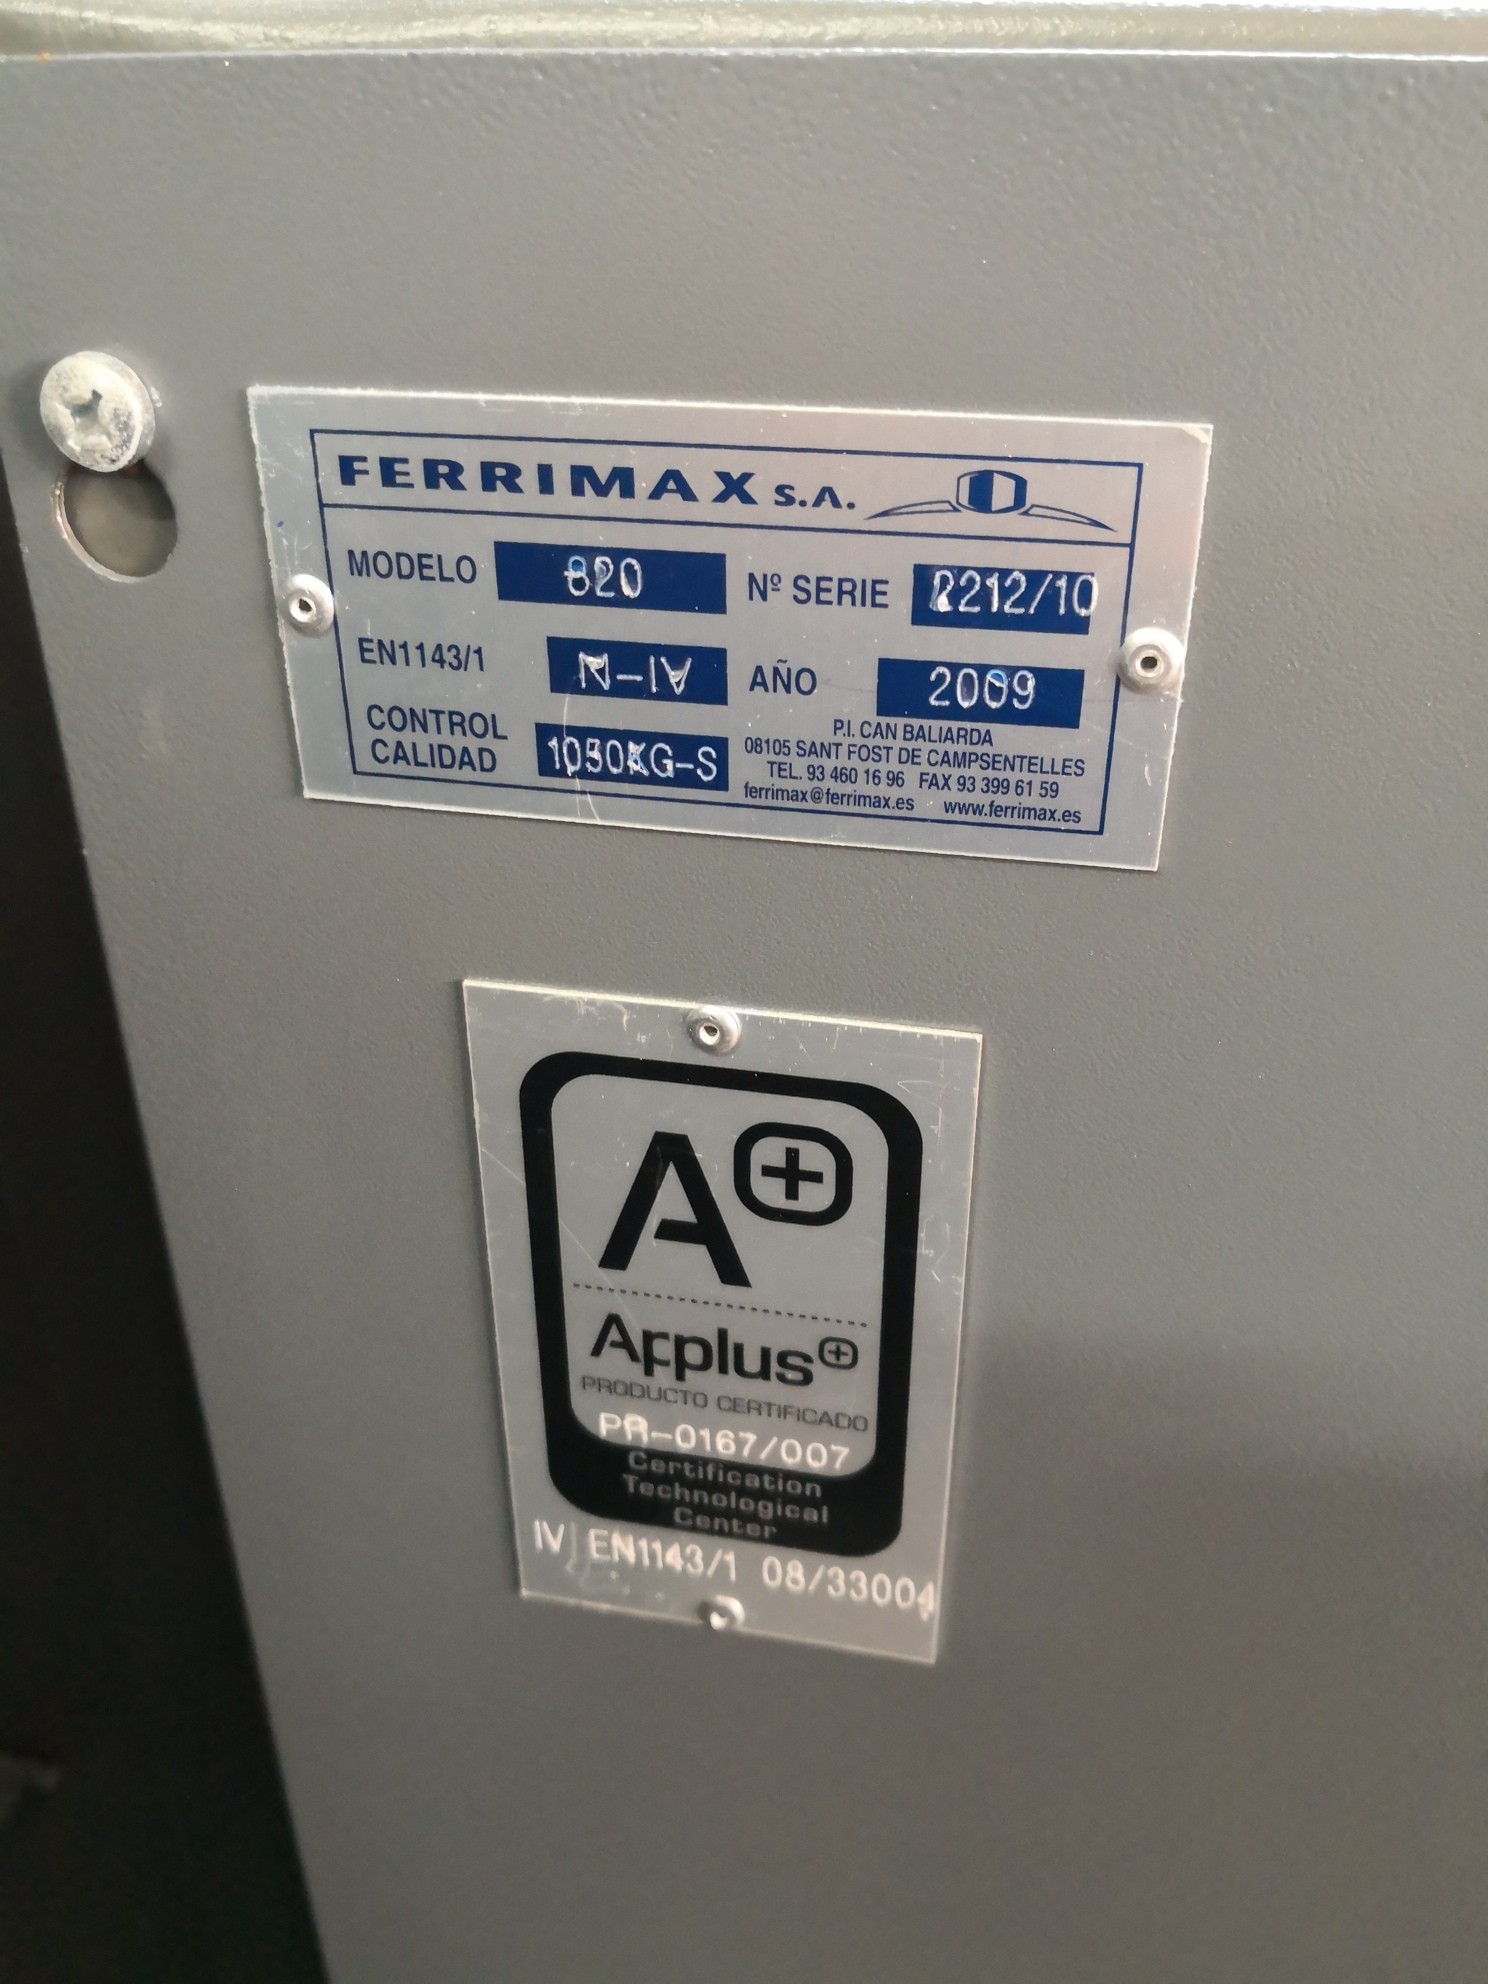 FERRIMAX S.A.
MODELO 820 Nº SERIE 2212/10
EN1143/1 N-IV AÑO 2009
CONTROL CALIDAD 1050KG-S
P.I. CAN BALIARDA
08105 SANT FOST DE CAMPSENTELLES
TEL. 93 460 16 96 FAX 93 399 61 59
ferrimax@ferrimax.es www.ferrimax.es
A+
Applus+
PRODUCTO CERTIFICADO
PR-0167/007
Certification
Technological
Center
IV EN1143/1 08/33004